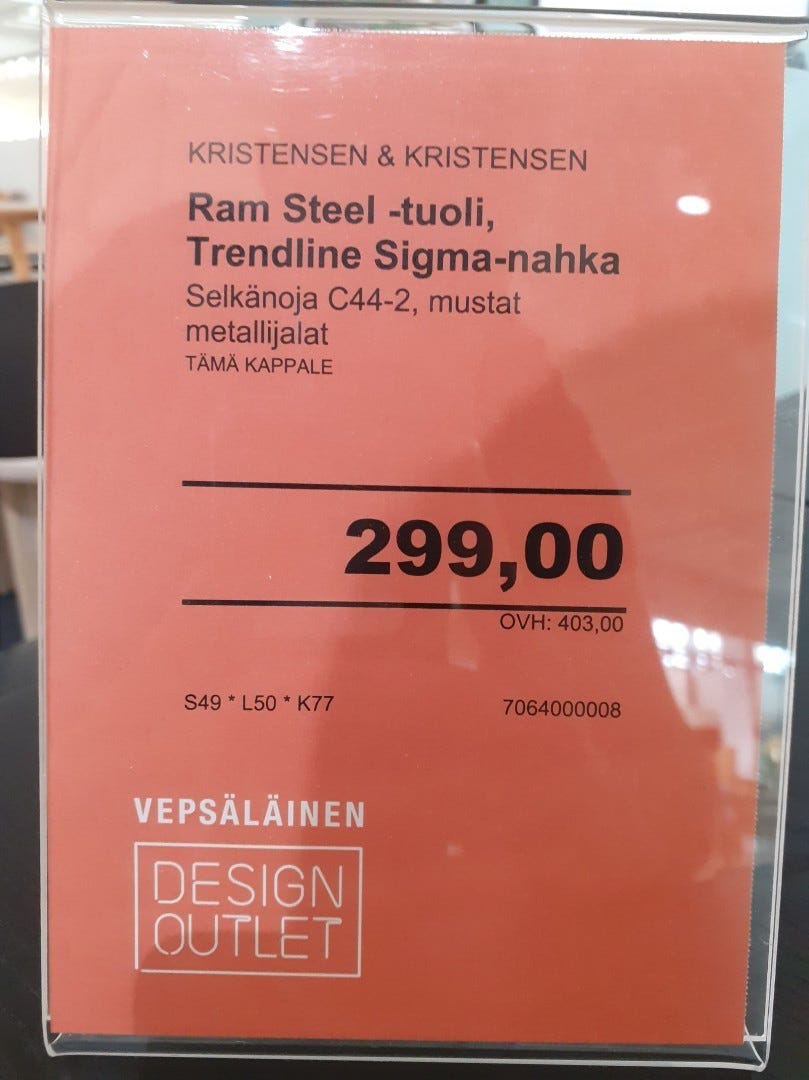 KRISTENSEN & KRISTENSEN
Ram Steel -tuoli,
Trendline Sigma-nahka
Selkänoja C44-2, mustat
metallijalat
TÄMÄ KAPPALE
299,00
OVH: 403,00
S49 * L50 * K77 7064000008
VEPSÄLÄINEN
DESIGN
OUTLET